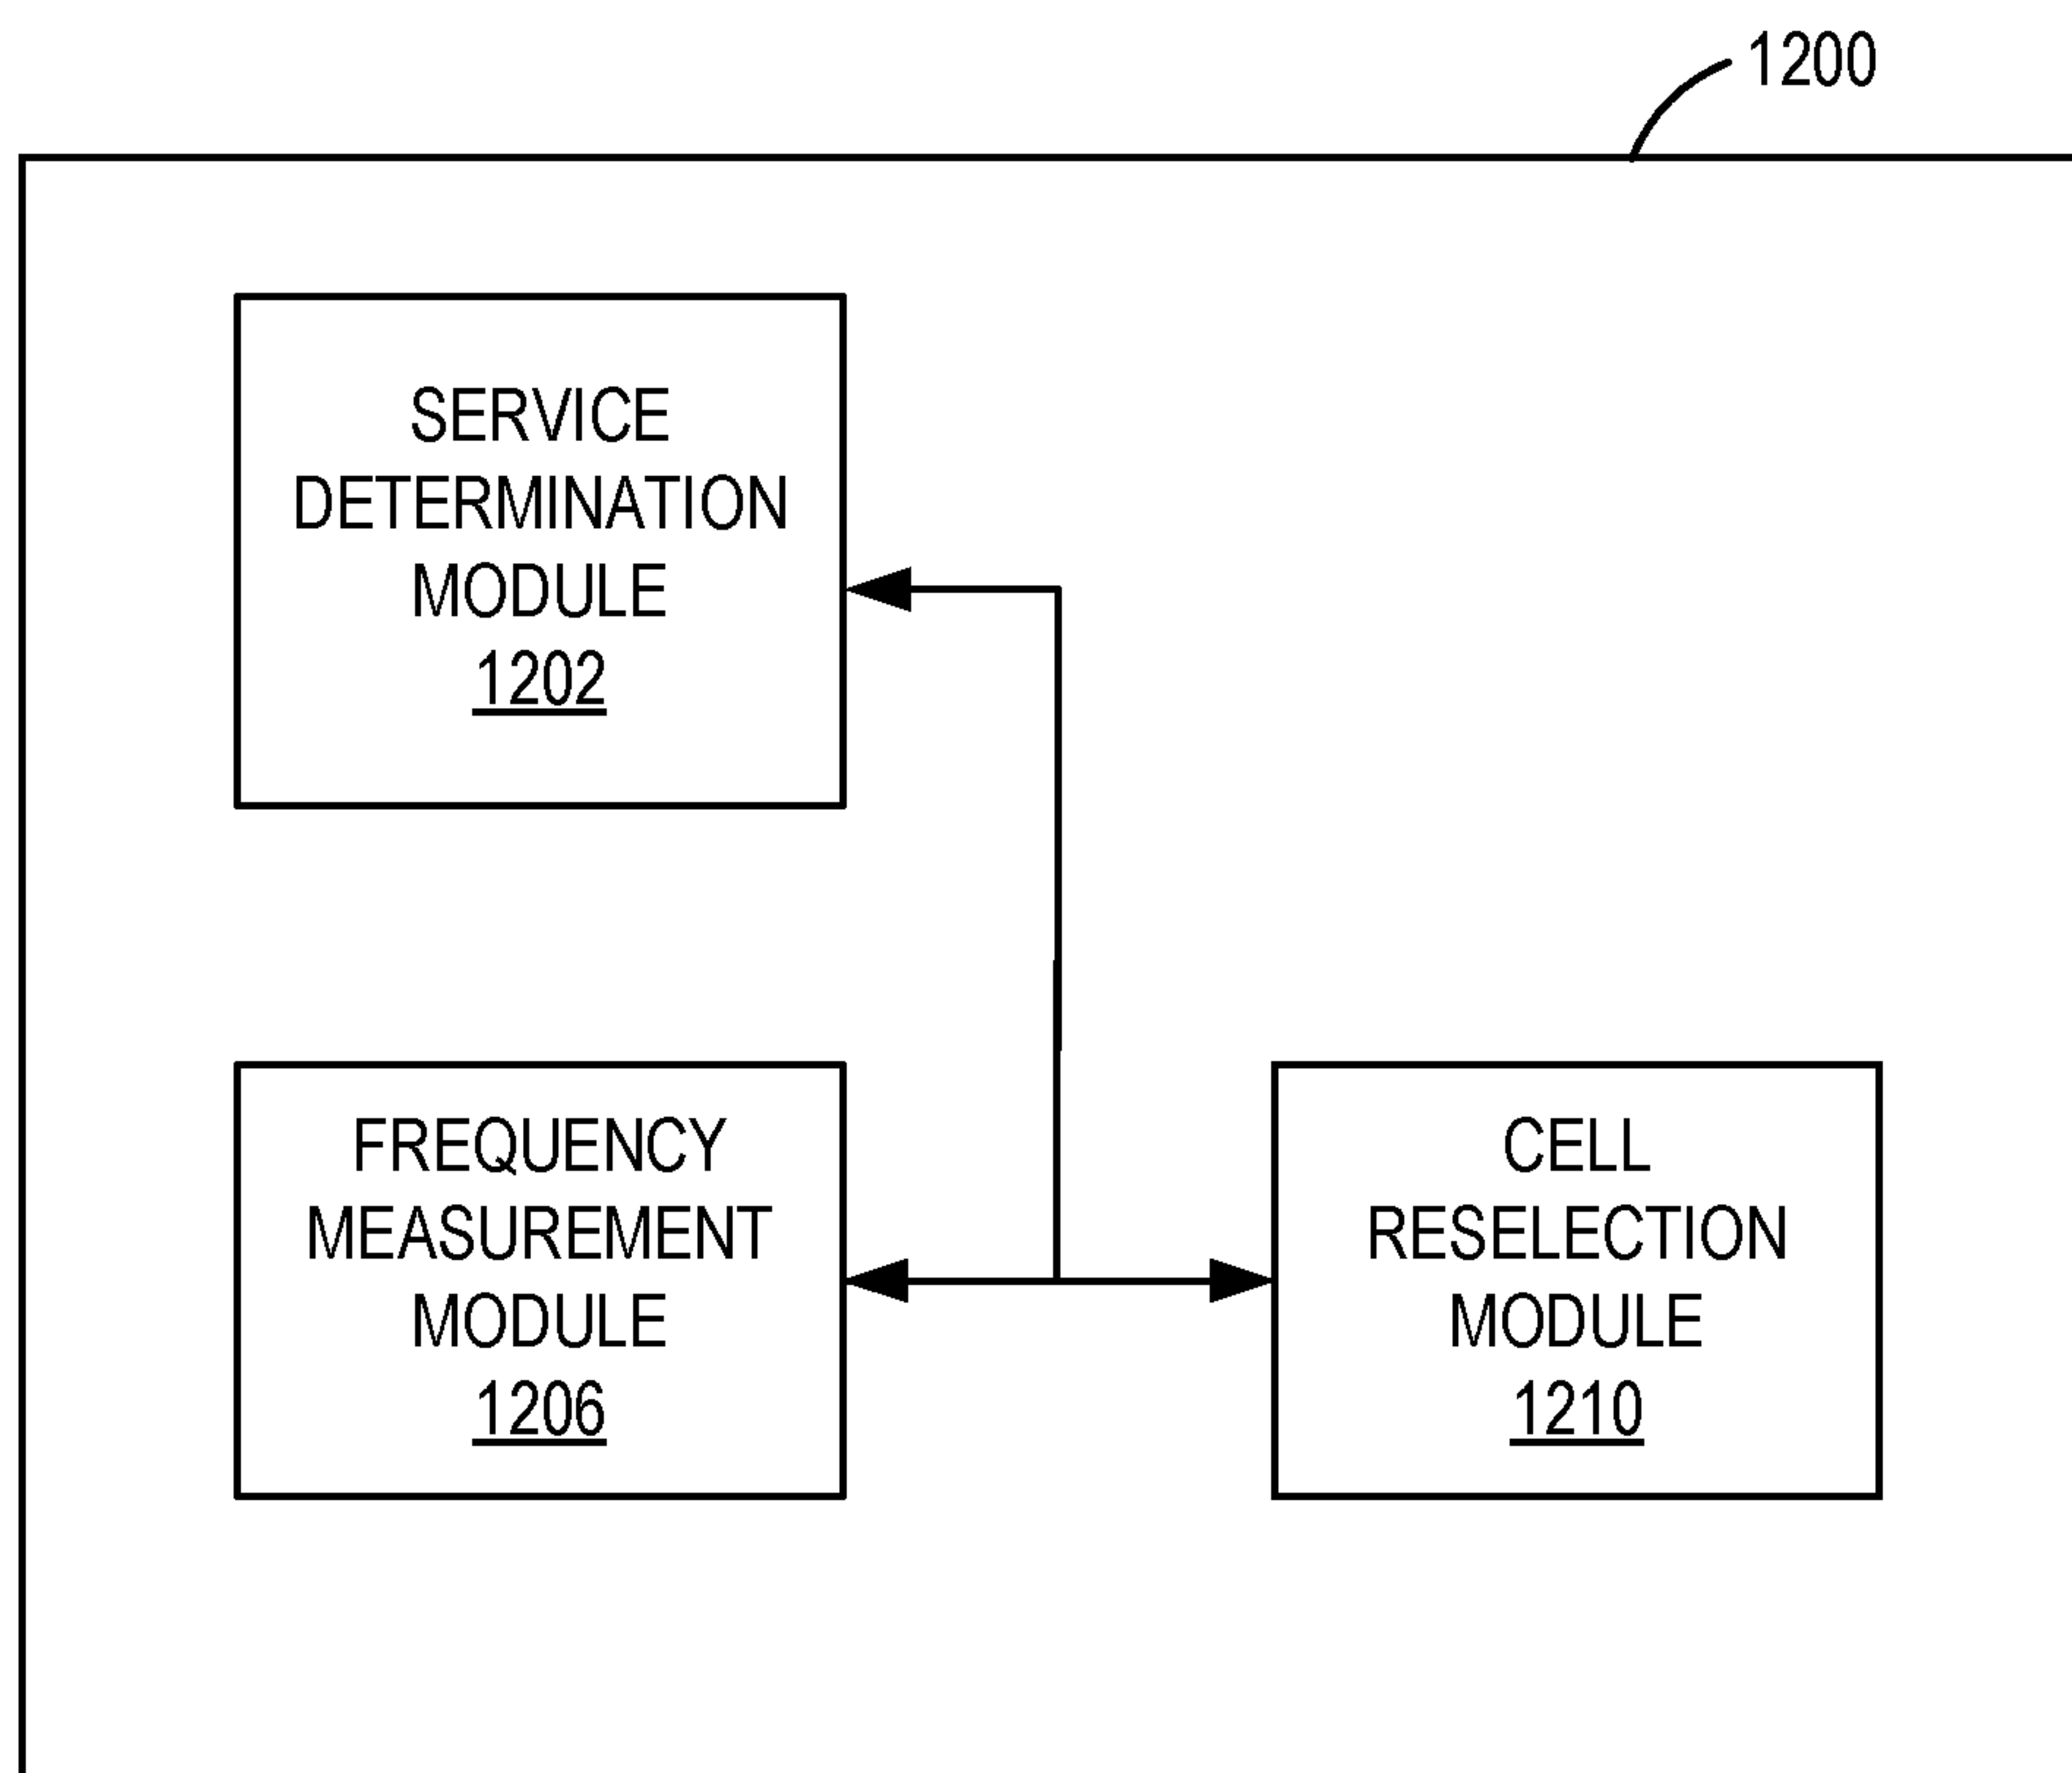 1200
SERVICE
DETERMINATION
MODULE
1202
FREQUENCY
MEASUREMENT
MODULE
1206
CELL
RESELECTION
MODULE
1210